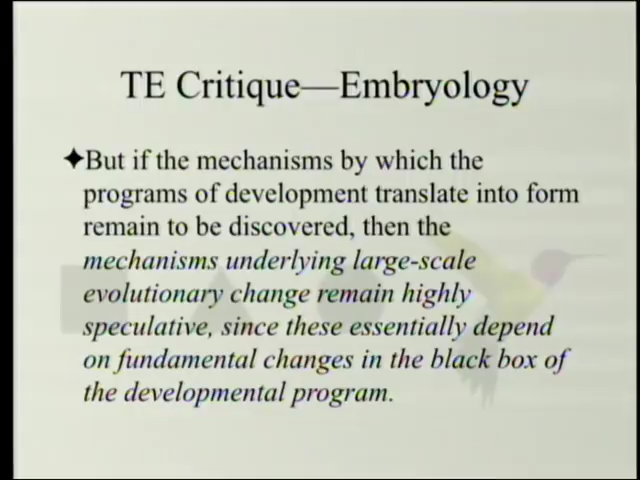 TE Critique—Embryology
✦But if the mechanisms by which the
programs of development translate into form
remain to be discovered, then the
mechanisms underlying large-scale
evolutionary change remain highly
speculative, since these essentially depend
on fundamental changes in the black box of
the developmental program.